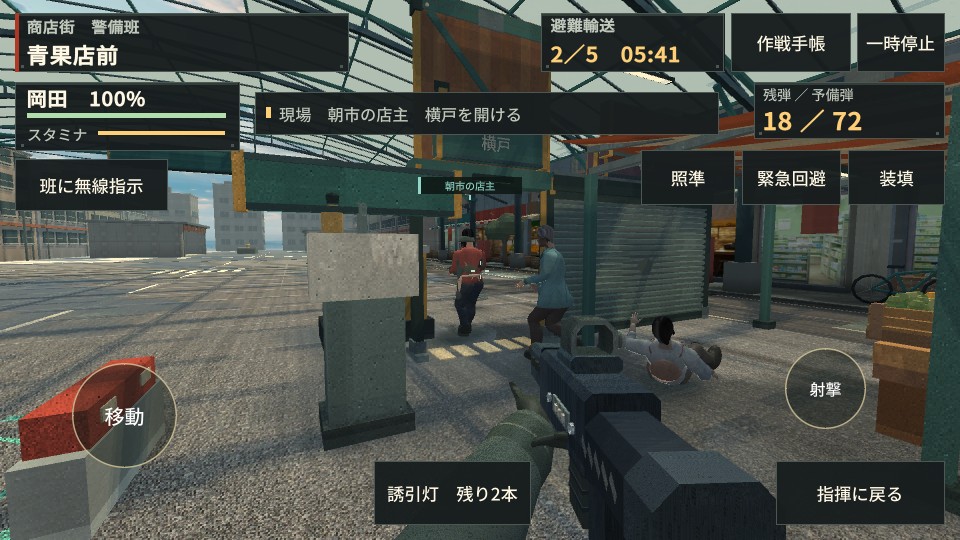 商店街　警備班
青果店前
避難輸送
2／5　05:41
作戦手帳
一時停止
岡田　100%
スタミナ
現場　朝市の店主　横戸を開ける
残弾／予備弾
18／72
横戸
班に無線指示
朝市の店主
照準
緊急回避
装填
移動
射撃
誘引灯　残り2本
指揮に戻る